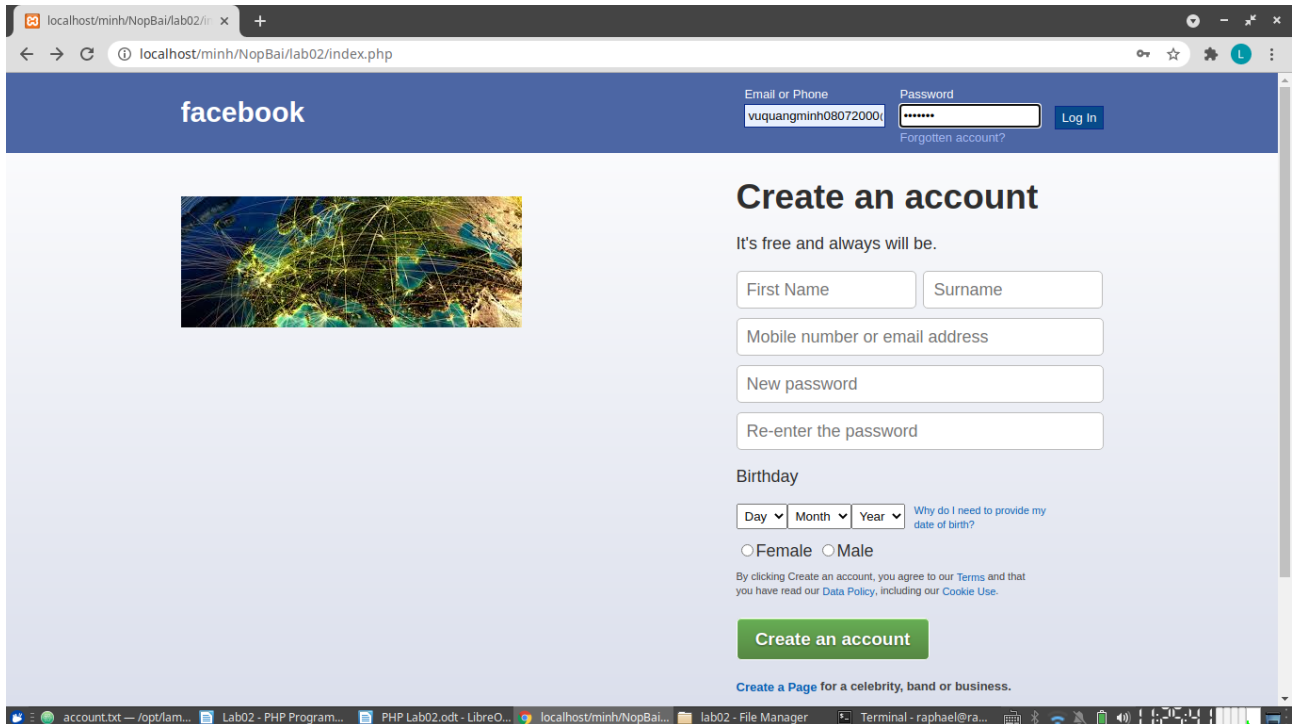 localhost/minh/NopBai/lab02/in
localhost/minh/NopBai/lab02/index.php
L
facebook
Email or Phone
Password
vuquangminh08072000
•••••••
Log In
Forgotten account?
Create an account
It's free and always will be.
First Name
Surname
Mobile number or email address
New password
Re-enter the password
Birthday
Day
Month
Year
Why do I need to provide my
date of birth?
Female
Male
By clicking Create an account, you agree to our Terms and that
you have read our Data Policy, including our Cookie Use.
Create an account
Create a Page for a celebrity, band or business.
account.txt — /opt/lam...
Lab02 - PHP Program...
PHP Lab02.odt - LibreO...
localhost/minh/NopBai...
lab02 - File Manager
Terminal - raphael@ra...